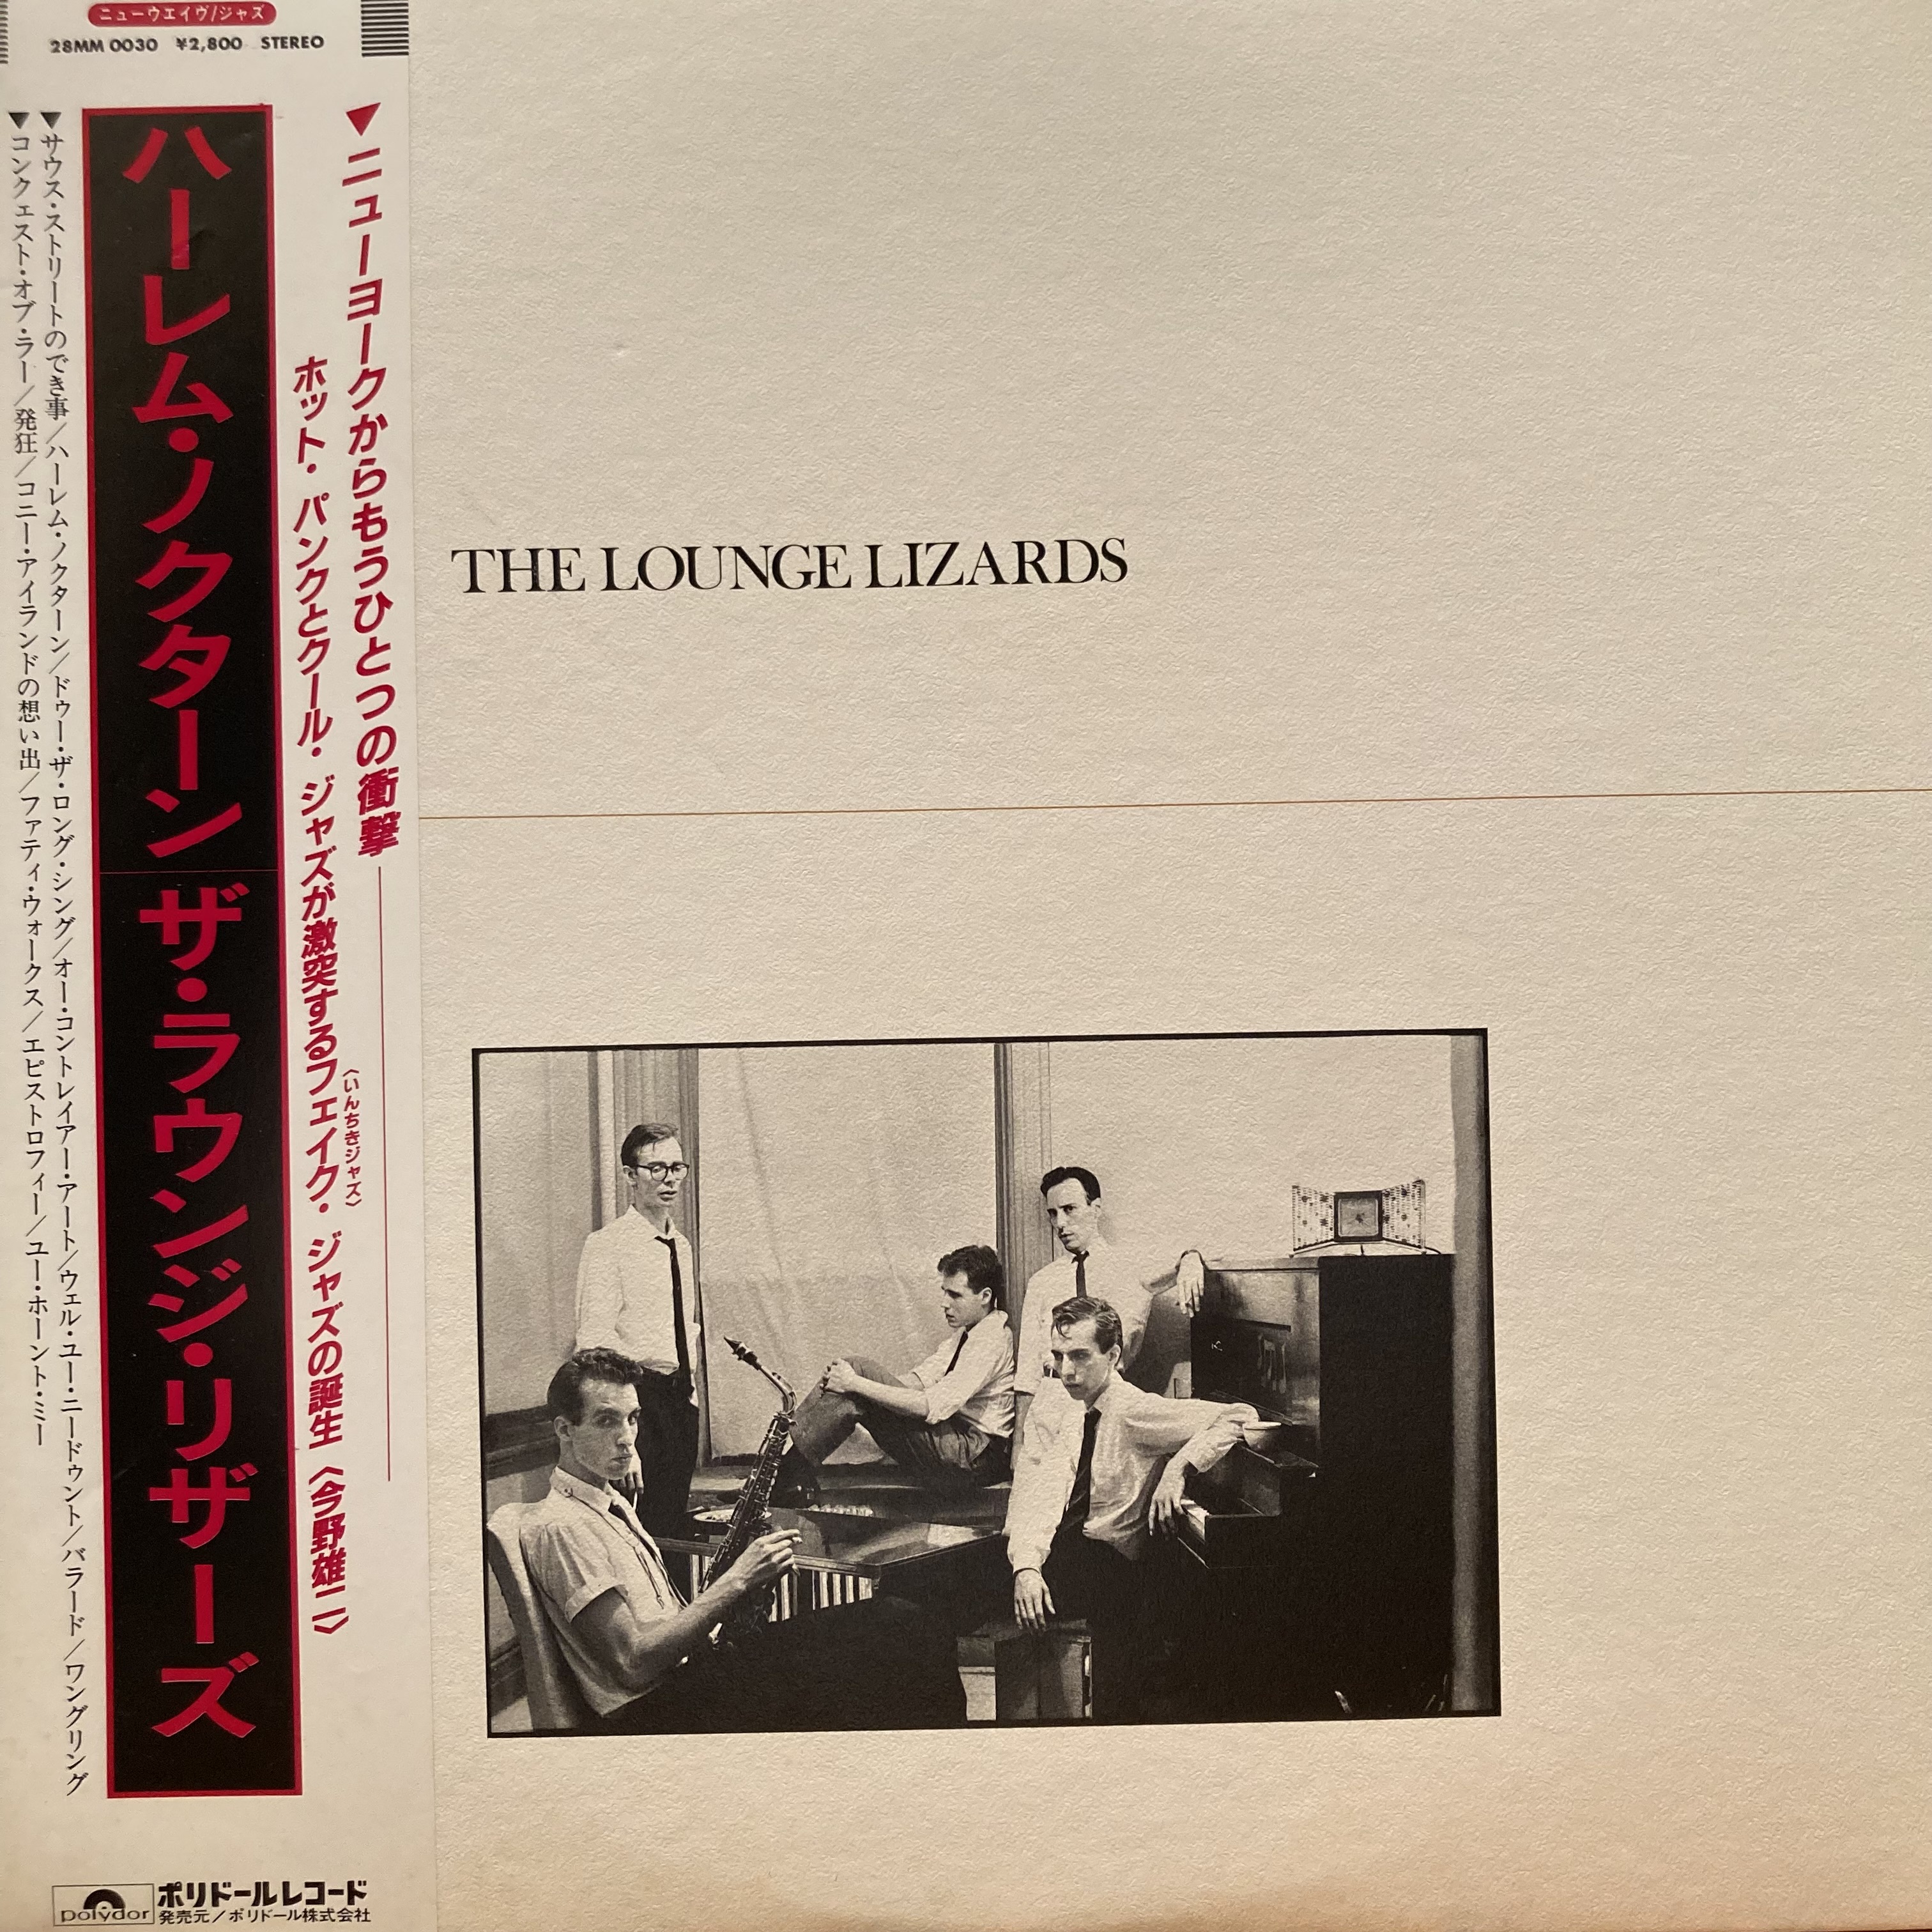 ニューウエイヴ/ジャズ
28MM 0030 ¥2,800 STEREO
▼ニューヨークからもうひとつの衝撃
ホット・パンクとクール・ジャズが激突するフェイク・ジャズの誕生〈今野雄二〉
〈いんちきジャズ〉
ハーレム・ノクターン
ザ・ラウンジ・リザーズ
▼サウス・ストリートのでき事/ハーレム・ノクターン/ドゥー・ザ・ロング・シング/オー・コントレイアー・アート/ウェル・ユー・ニードゥント/バラード/ワングリング
▼コンクェスト・オブ・ラー/発狂/コニー・アイランドの想い出/ファティ・ウォークス/エピストロフィー/ユー・ホーント・ミー
polydor
ポリドールレコード
発売元/ポリドール株式会社
THE LOUNGE LIZARDS